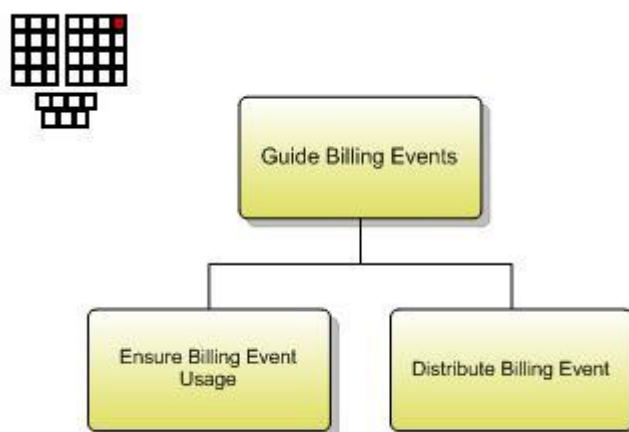 Guide Billing Events
Ensure Billing Event
Usage
Distribute Billing Event